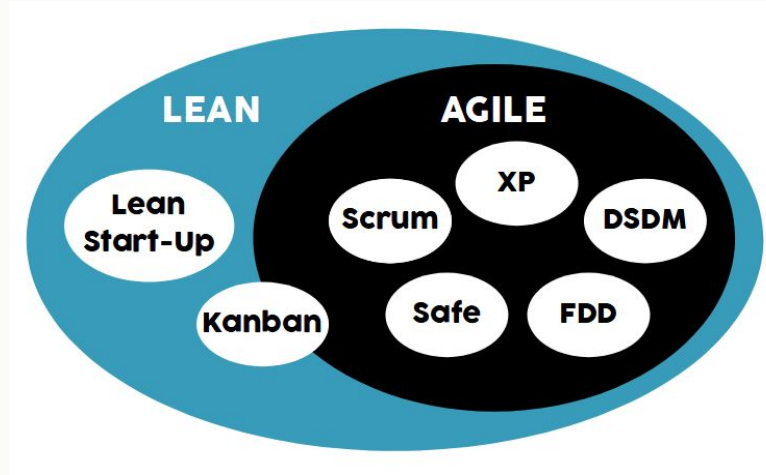 LEAN
AGILE
Lean
Start-Up
XP
Scrum
DSDM
Kanban
Safe
FDD